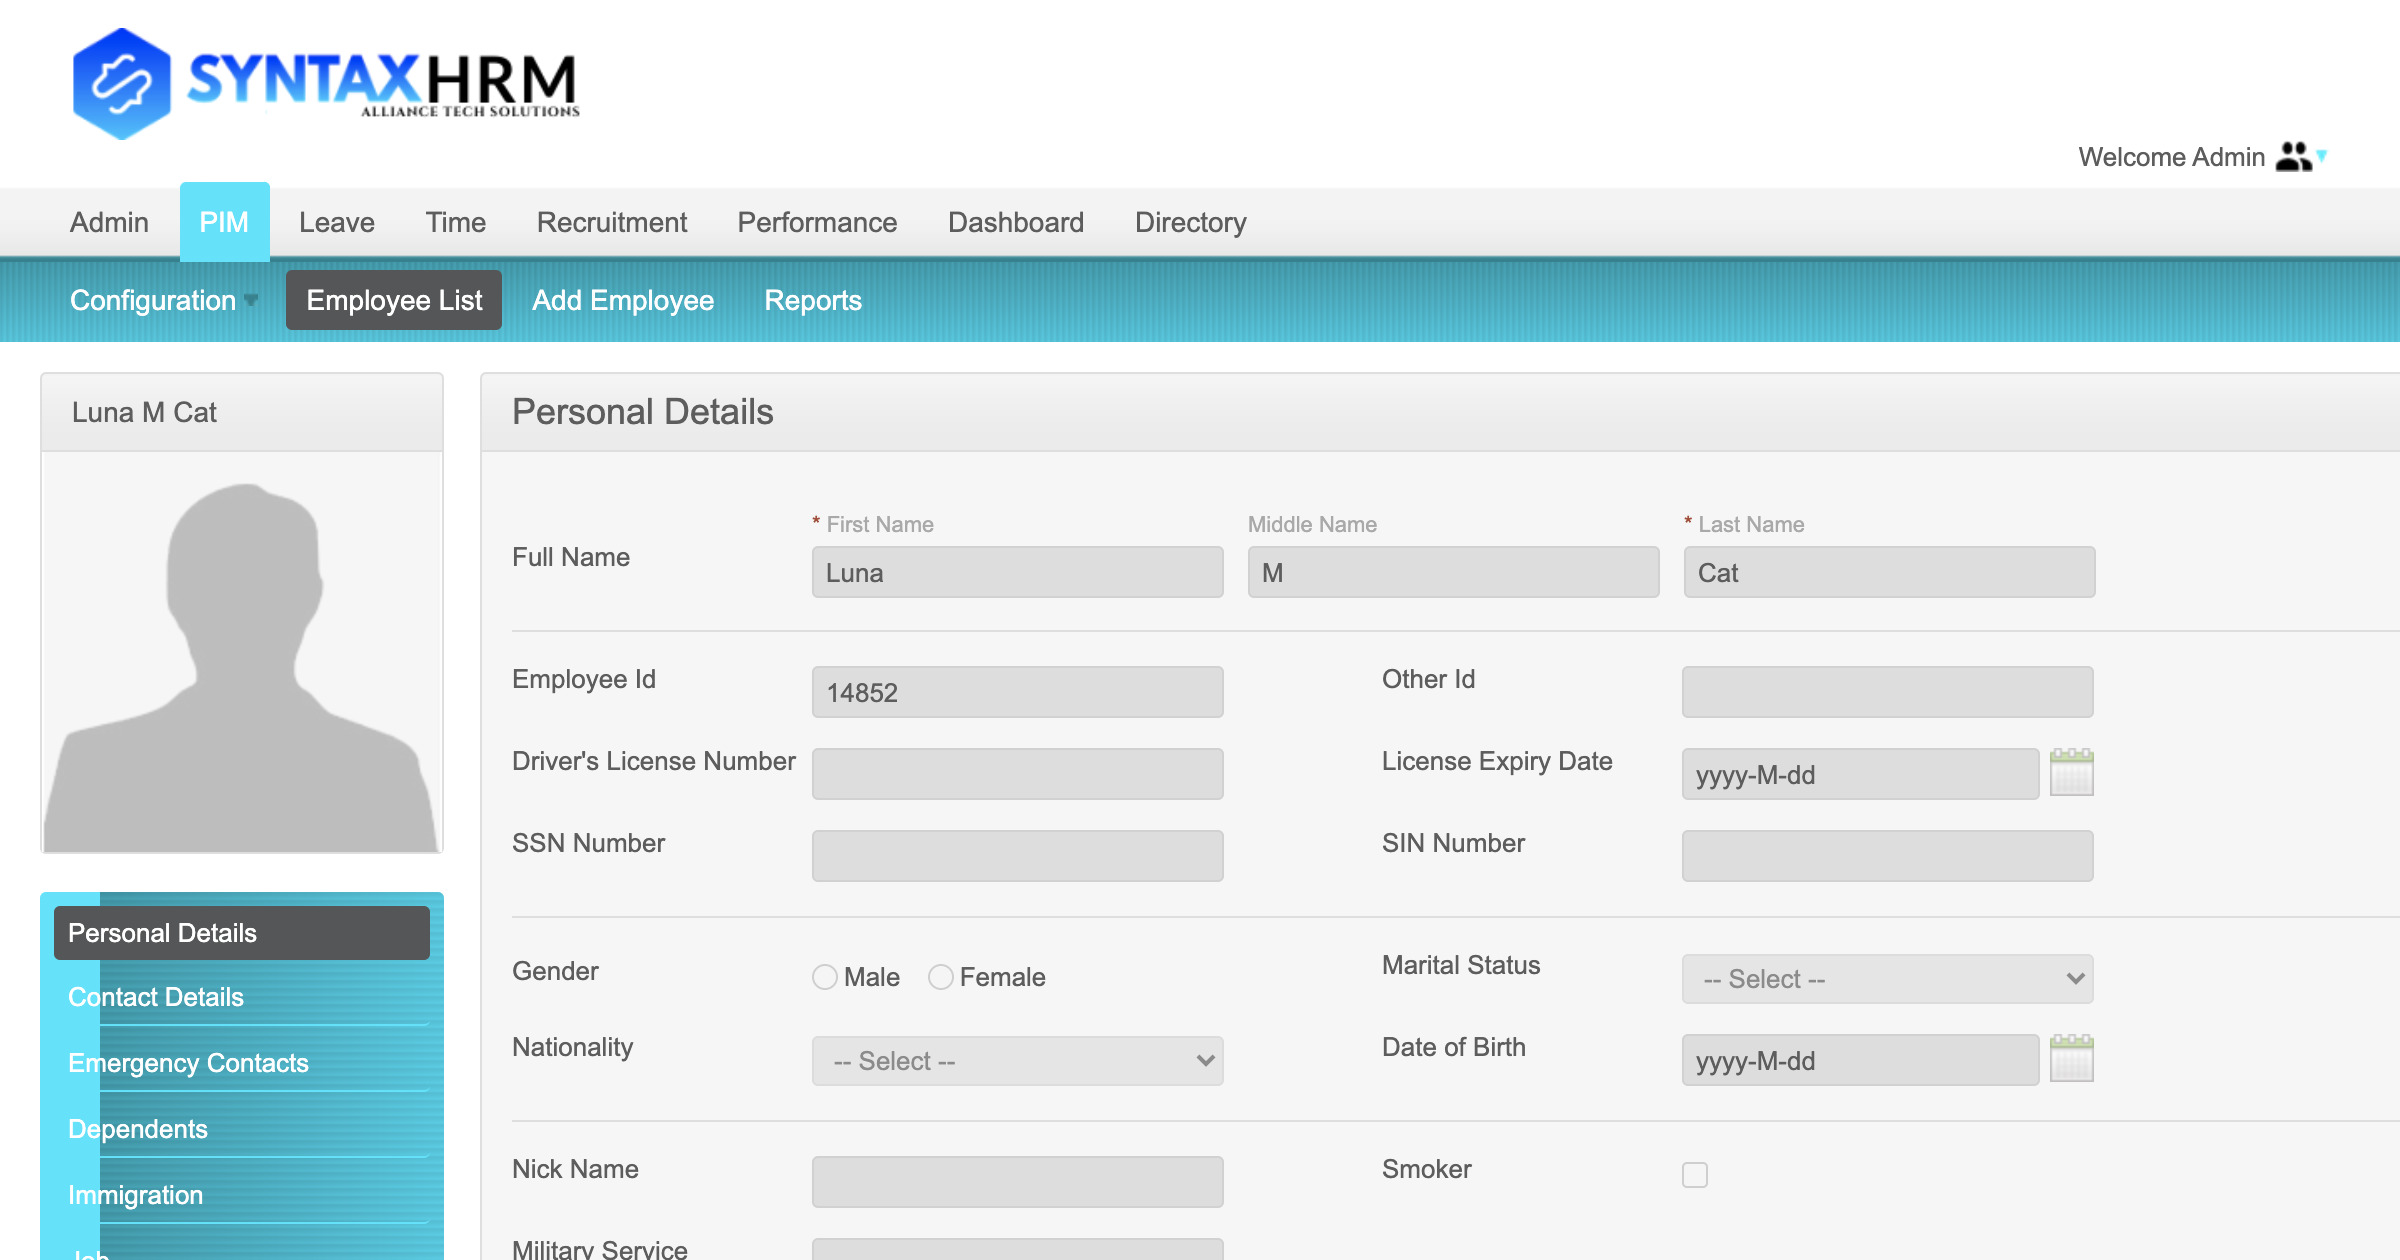 SYNTAXHRM
ALLIANCE TECH SOLUTIONS
Welcome Admin
Admin PIM Leave Time Recruitment Performance Dashboard Directory
Configuration Employee List Add Employee Reports
Luna M Cat
Personal Details
* First Name Middle Name * Last Name
Full Name Luna M Cat
Employee Id 14852 Other Id
Driver's License Number License Expiry Date yyyy-M-dd
SSN Number SIN Number
Gender Male Female Marital Status -- Select --
Nationality -- Select -- Date of Birth yyyy-M-dd
Nick Name Smoker
Military Service
Personal Details
Contact Details
Emergency Contacts
Dependents
Immigration
Job